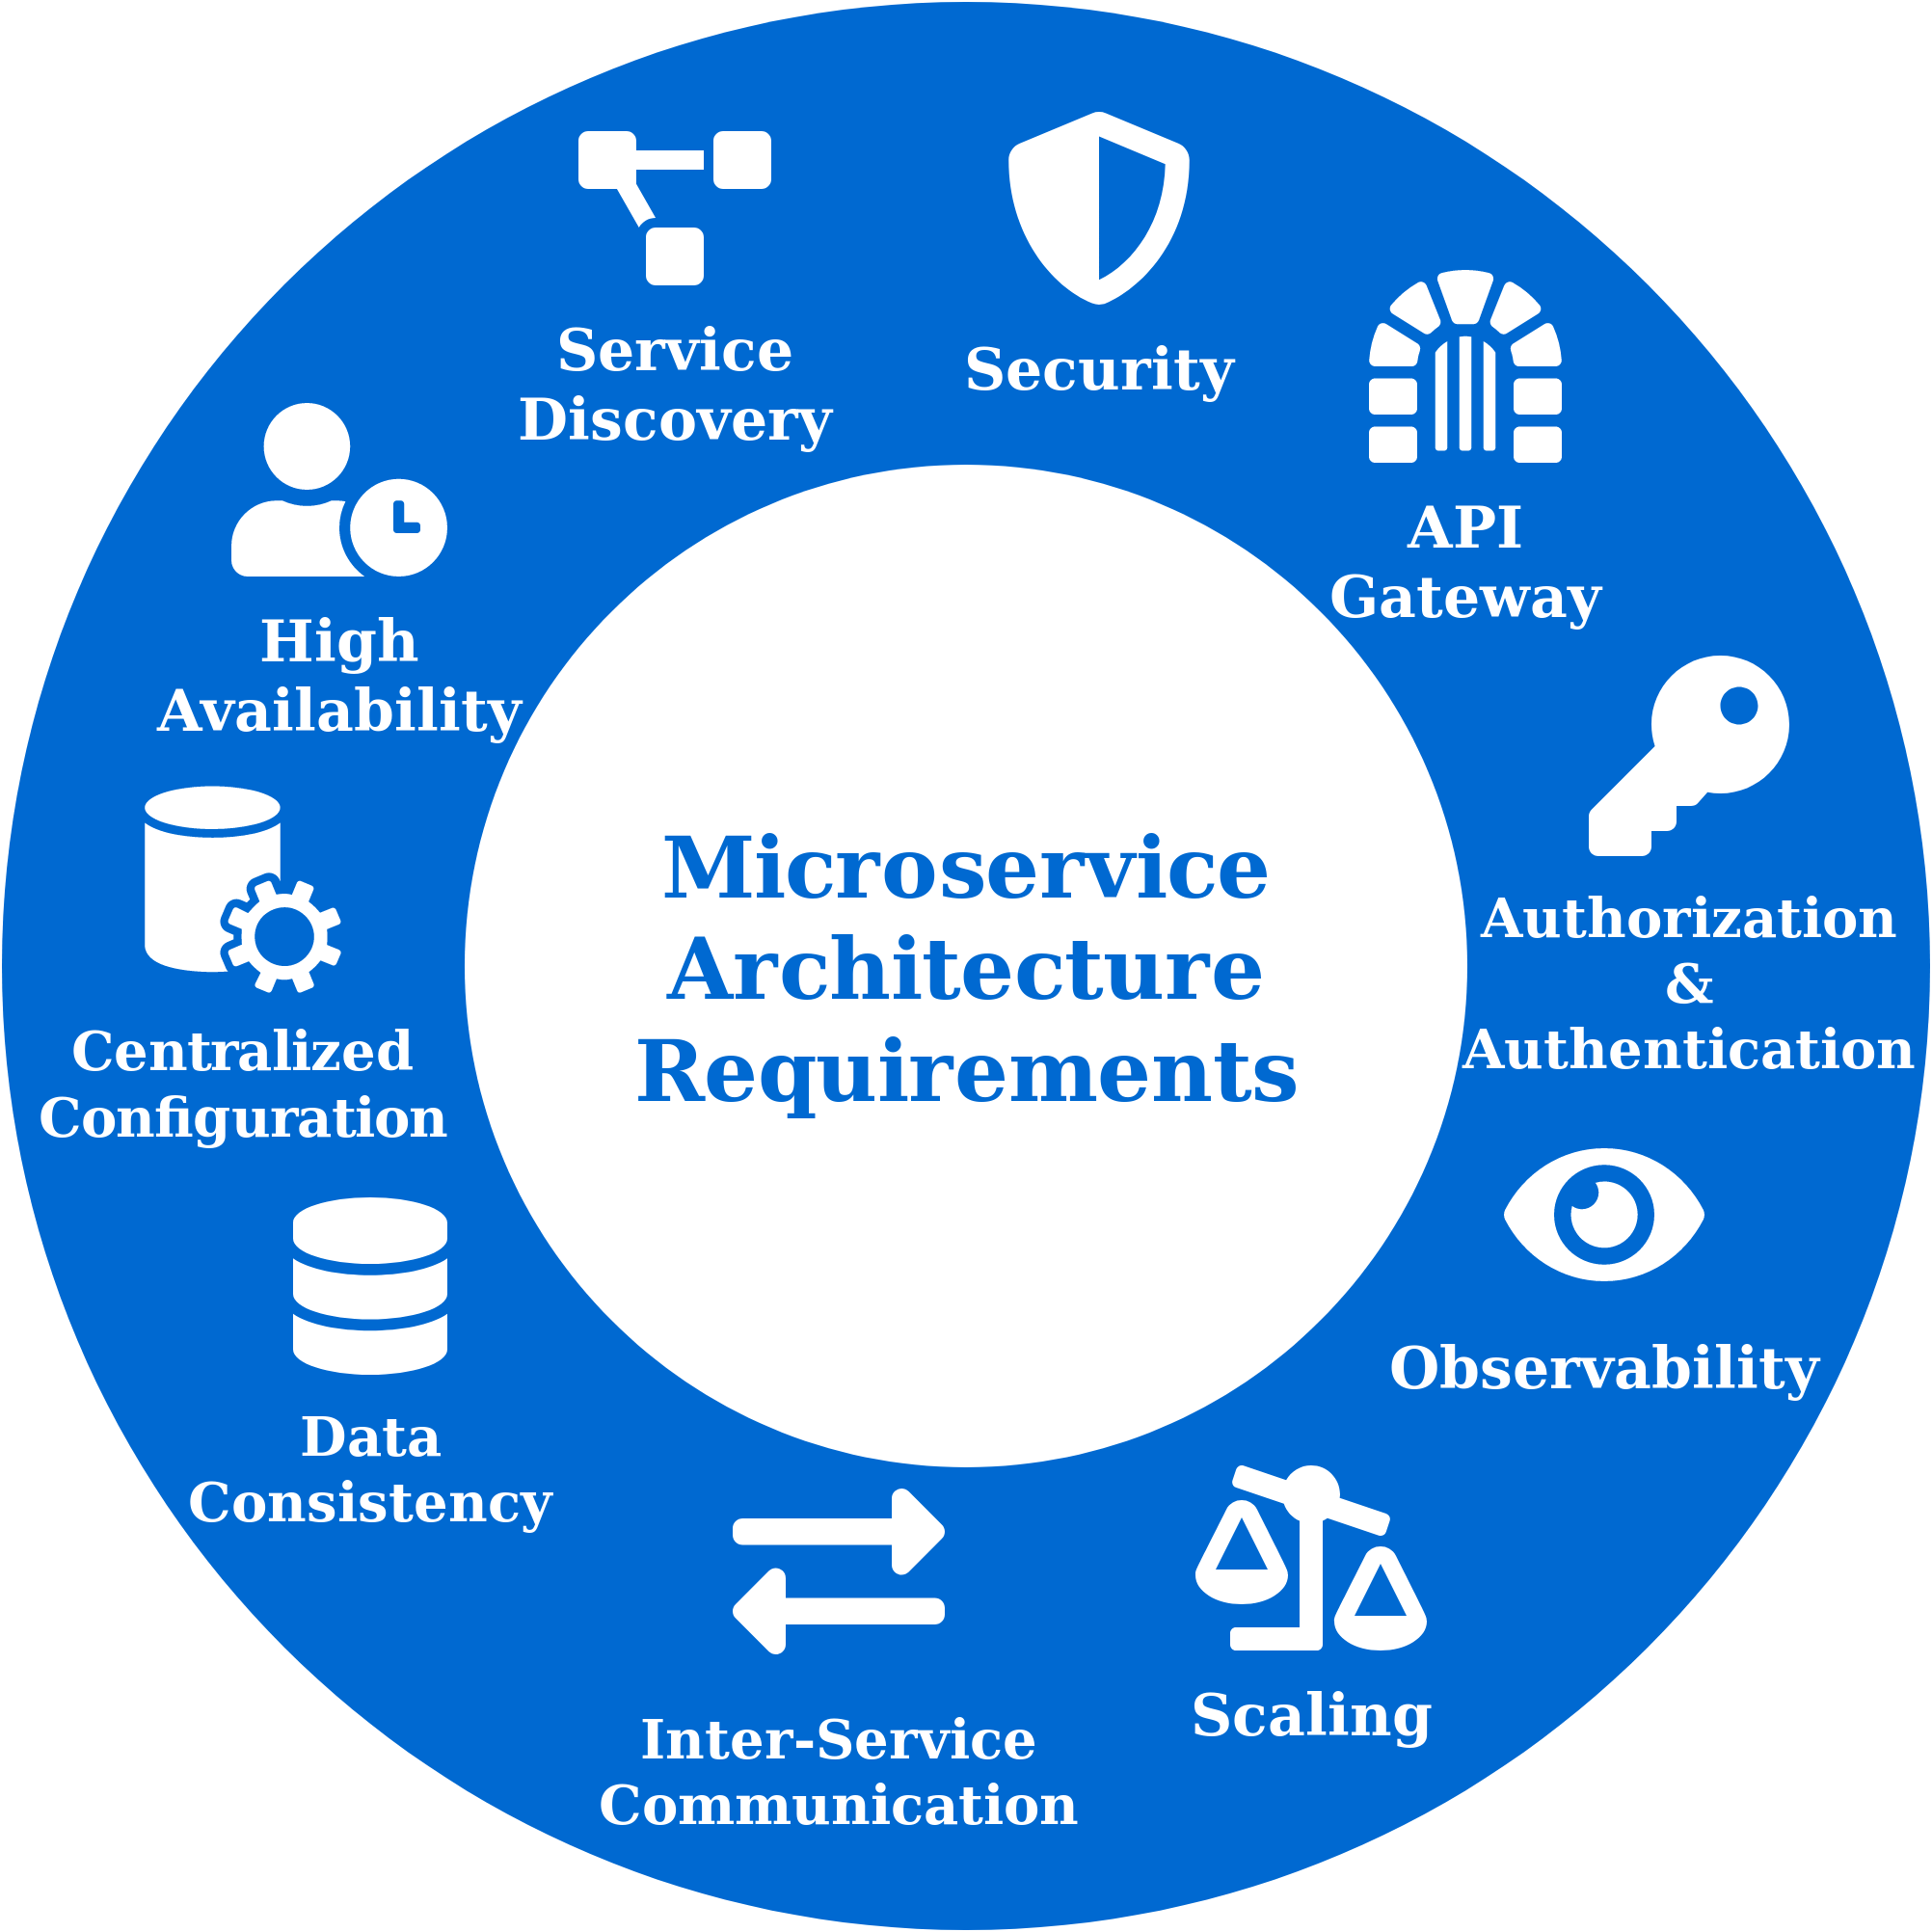 Service
Discovery
Security
API
Gateway
High
Availability
Authorization
&
Authentication
Microservice
Architecture
Requirements
Centralized
Configuration
Observability
Data
Consistency
Scaling
Inter-Service
Communication